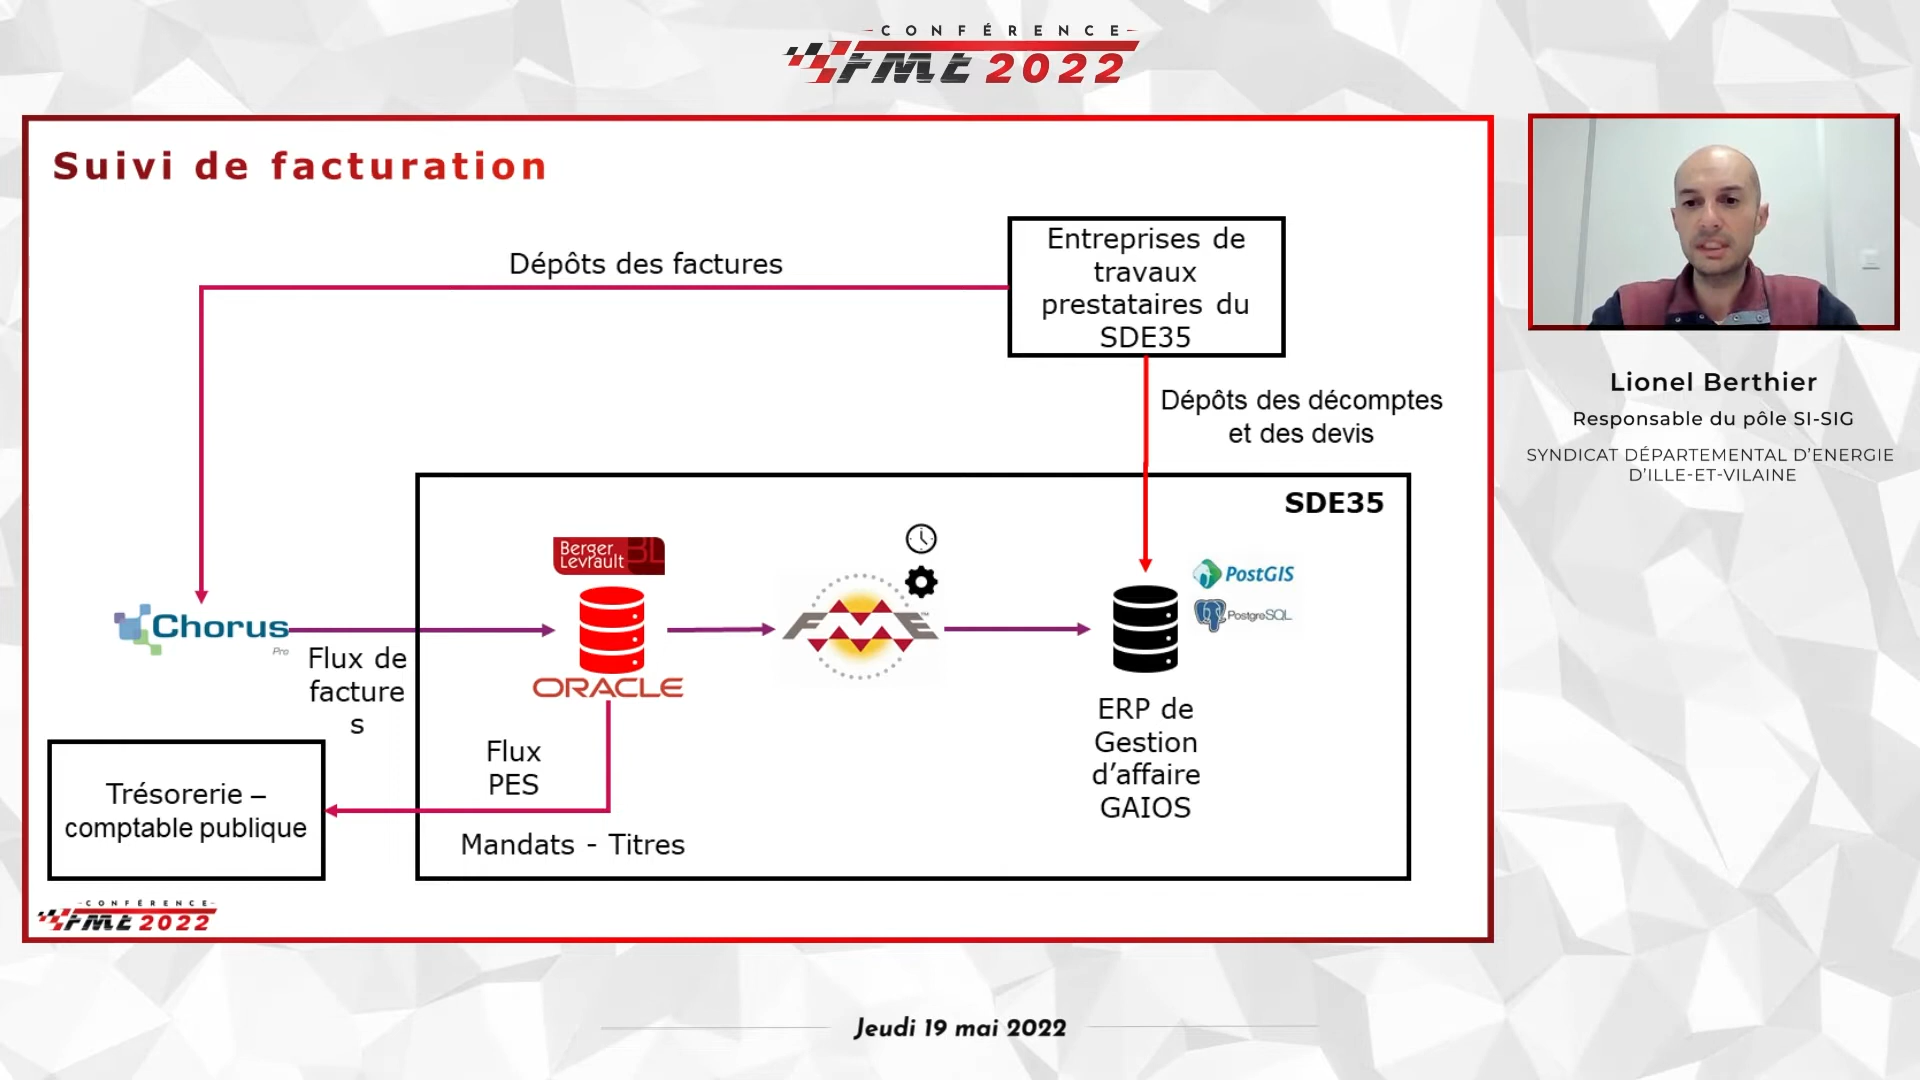 CONFÉRENCE
FME 2022
Suivi de facturation
Entreprises de
travaux
prestataires du
SDE35
Dépôts des factures
Dépôts des décomptes
et des devis
SDE35
Berger
Levrault
BL
PostGIS
PostgreSQL
Chorus
Pro
FME
TM
Flux de
facture
s
ORACLE
ERP de
Gestion
d’affaire
GAIOS
Flux
PES
Trésorerie –
comptable publique
Mandats - Titres
CONFÉRENCE
FME 2022
Lionel Berthier
Responsable du pôle SI-SIG
SYNDICAT DÉPARTEMENTAL D’ENERGIE
D’ILLE-ET-VILAINE
Jeudi 19 mai 2022